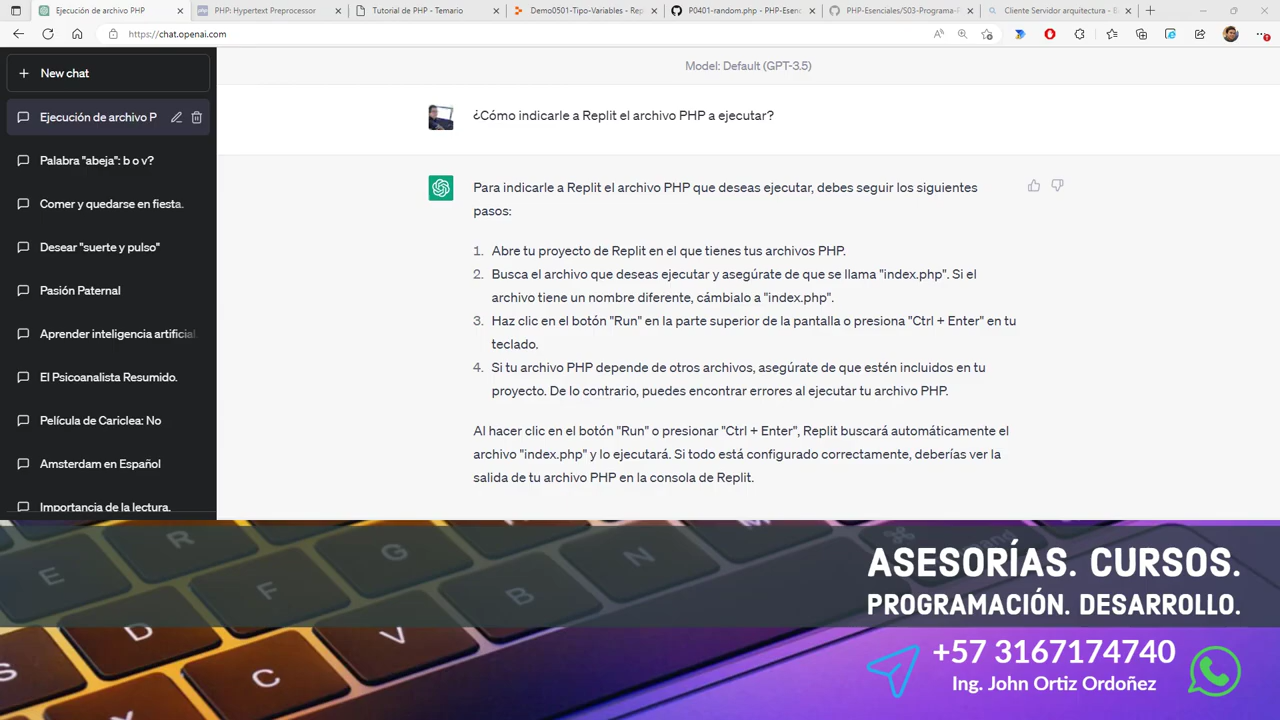 Ejecución de archivo PHP
PHP: Hypertext Preprocessor
Tutorial de PHP - Temario
Demo0501-Tipo-Variables - Rep
P0401-random.php - PHP-Esenc
PHP-Esenciales/S03-Programa-F
Cliente Servidor arquitectura - B
https://chat.openai.com
New chat
Ejecución de archivo P
Palabra "abeja": b o v?
Comer y quedarse en fiesta.
Desear "suerte y pulso"
Pasión Paternal
Aprender inteligencia artificial
El Psicoanalista Resumido.
Película de Cariclea: No
Amsterdam en Español
Importancia de la lectura.
Model: Default (GPT-3.5)
¿Cómo indicarle a Replit el archivo PHP a ejecutar?
Para indicarle a Replit el archivo PHP que deseas ejecutar, debes seguir los siguientes
pasos:
1. Abre tu proyecto de Replit en el que tienes tus archivos PHP.
2. Busca el archivo que deseas ejecutar y asegúrate de que se llama "index.php". Si el
archivo tiene un nombre diferente, cámbialo a "index.php".
3. Haz clic en el botón "Run" en la parte superior de la pantalla o presiona "Ctrl + Enter" en tu
teclado.
4. Si tu archivo PHP depende de otros archivos, asegúrate de que estén incluidos en tu
proyecto. De lo contrario, puedes encontrar errores al ejecutar tu archivo PHP.
Al hacer clic en el botón "Run" o presionar "Ctrl + Enter", Replit buscará automáticamente el
archivo "index.php" y lo ejecutará. Si todo está configurado correctamente, deberías ver la
salida de tu archivo PHP en la consola de Replit.
E
R
F
D
G
C
V
B
N
ASESORÍAS. CURSOS.
PROGRAMACIÓN. DESARROLLO.
+57 3167174740
Ing. John Ortiz Ordoñez